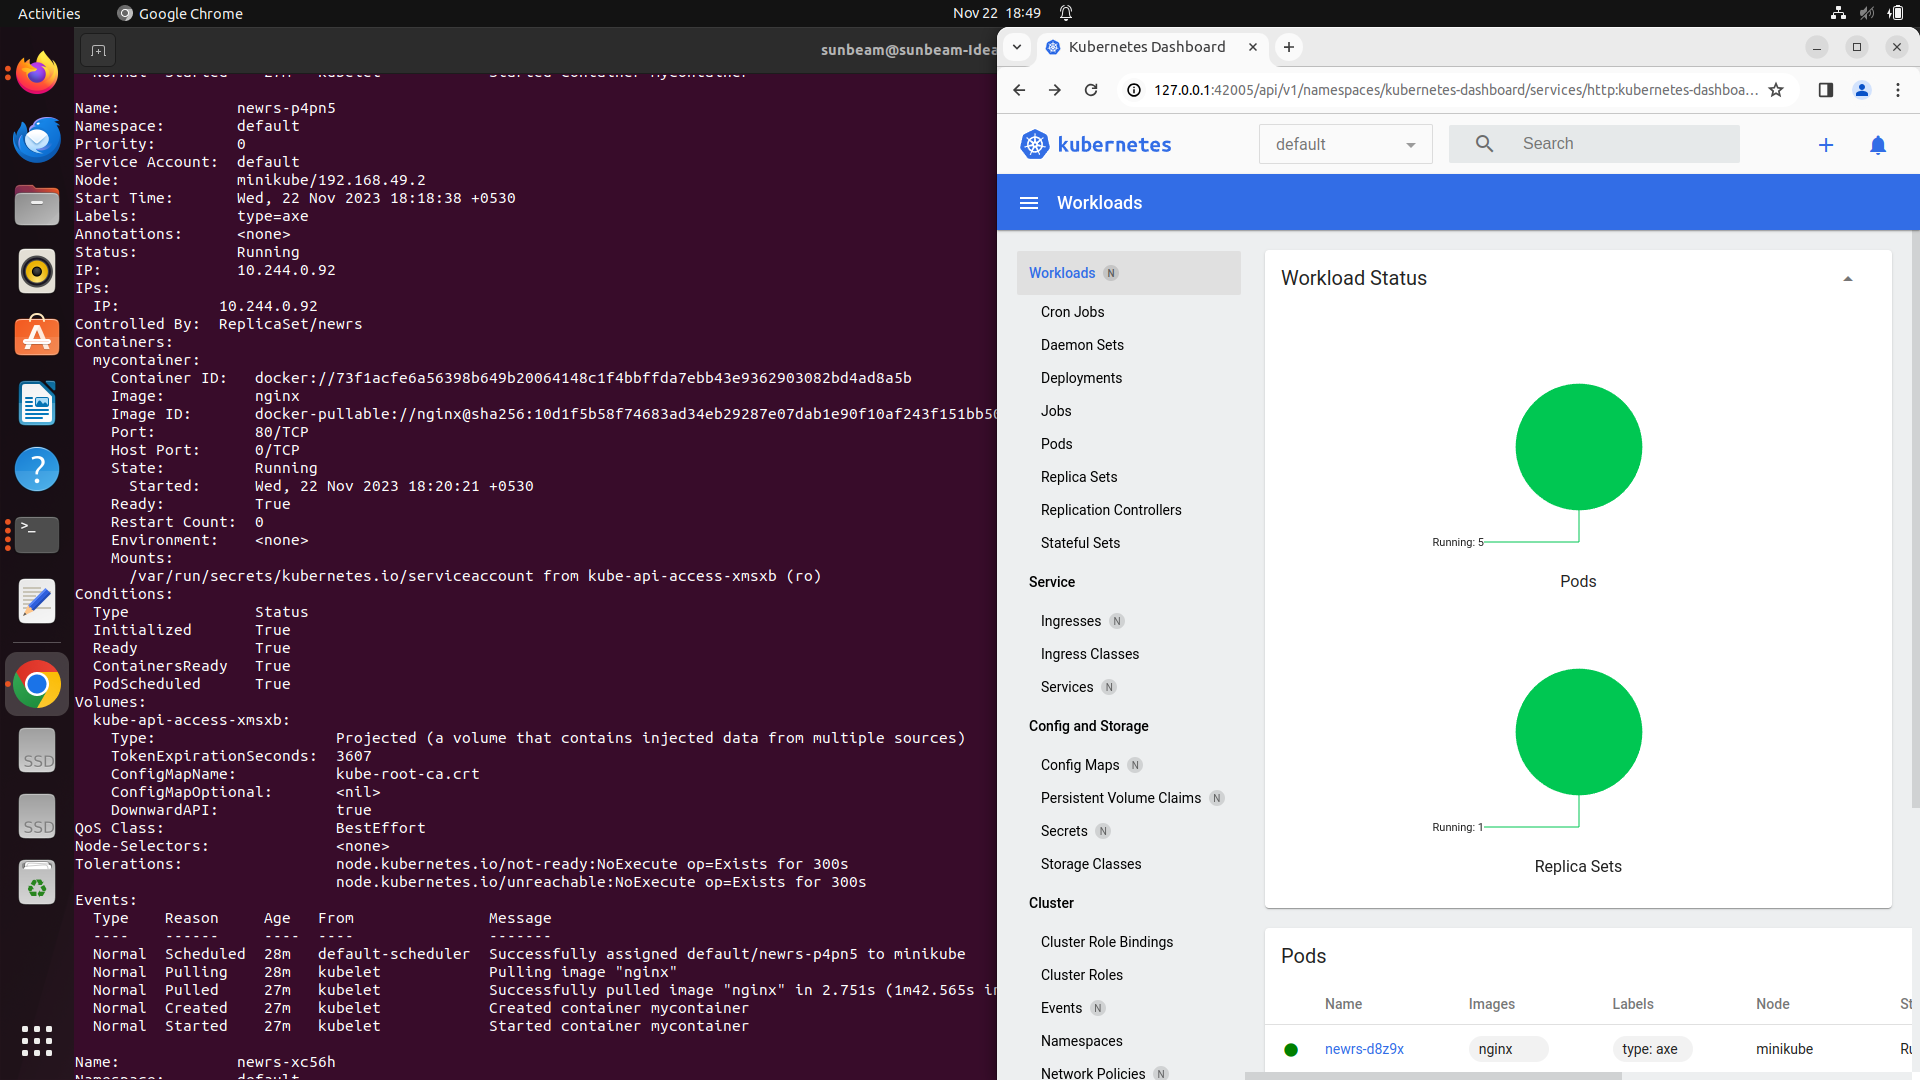 Activities
Google Chrome
Nov 22 18:49
sunbeam@sunbeam-Idea
Name: newrs-p4pn5
Namespace: default
Priority: 0
Service Account: default
Node: minikube/192.168.49.2
Start Time: Wed, 22 Nov 2023 18:18:38 +0530
Labels: type=axe
Annotations: <none>
Status: Running
IP: 10.244.0.92
IPs:
IP: 10.244.0.92
Controlled By: ReplicaSet/newrs
Containers:
mycontainer:
Container ID: docker://73f1acfe6a56398b649b20064148c1f4bbffda7ebb43e9362903082bd4ad8a5b
Image: nginx
Image ID: docker-pullable://nginx@sha256:10d1f5b58f74683ad34eb29287e07dab1e90f10af243f151bb50
Port: 80/TCP
Host Port: 0/TCP
State: Running
Started: Wed, 22 Nov 2023 18:20:21 +0530
Ready: True
Restart Count: 0
Environment: <none>
Mounts:
/var/run/secrets/kubernetes.io/serviceaccount from kube-api-access-xmsxb (ro)
Conditions:
Type Status
Initialized True
Ready True
ContainersReady True
PodScheduled True
Volumes:
kube-api-access-xmsxb:
Type: Projected (a volume that contains injected data from multiple sources)
TokenExpirationSeconds: 3607
ConfigMapName: kube-root-ca.crt
ConfigMapOptional: <nil>
DownwardAPI: true
QoS Class: BestEffort
Node-Selectors: <none>
Tolerations: node.kubernetes.io/not-ready:NoExecute op=Exists for 300s
node.kubernetes.io/unreachable:NoExecute op=Exists for 300s
Events:
Type Reason Age From Message
---- ------ ---- ---- -------
Normal Scheduled 28m default-scheduler Successfully assigned default/newrs-p4pn5 to minikube
Normal Pulling 28m kubelet Pulling image "nginx"
Normal Pulled 27m kubelet Successfully pulled image "nginx" in 2.751s (1m42.565s in
Normal Created 27m kubelet Created container mycontainer
Normal Started 27m kubelet Started container mycontainer
Name: newrs-xc56h
SSD
SSD
Kubernetes Dashboard
127.0.0.1:42005/api/v1/namespaces/kubernetes-dashboard/services/http:kubernetes-dashboa...
kubernetes
default
Search
Workloads
Workloads N
Cron Jobs
Daemon Sets
Deployments
Jobs
Pods
Replica Sets
Replication Controllers
Stateful Sets
Service
Ingresses N
Ingress Classes
Services N
Config and Storage
Config Maps N
Persistent Volume Claims N
Secrets N
Storage Classes
Cluster
Cluster Role Bindings
Cluster Roles
Events N
Namespaces
Network Policies N
Workload Status
Running: 5
Pods
Running: 1
Replica Sets
Pods
Name Images Labels Node St
newrs-d8z9x nginx type: axe minikube Ru